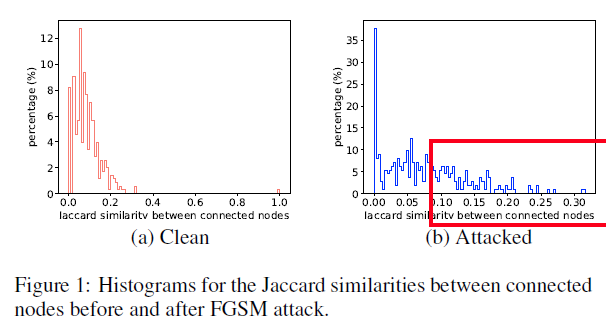 percentage (%)
12
10
8
6
4
2
0
0.0 0.2 0.4 0.6 0.8 1.0
Jaccard similarity between connected nodes
(a) Clean
percentage (%)
35
30
25
20
15
10
5
0
0.00 0.05 0.10 0.15 0.20 0.25 0.30
Jaccard similarity between connected nodes
(b) Attacked
Figure 1: Histograms for the Jaccard similarities between connected
nodes before and after FGSM attack.